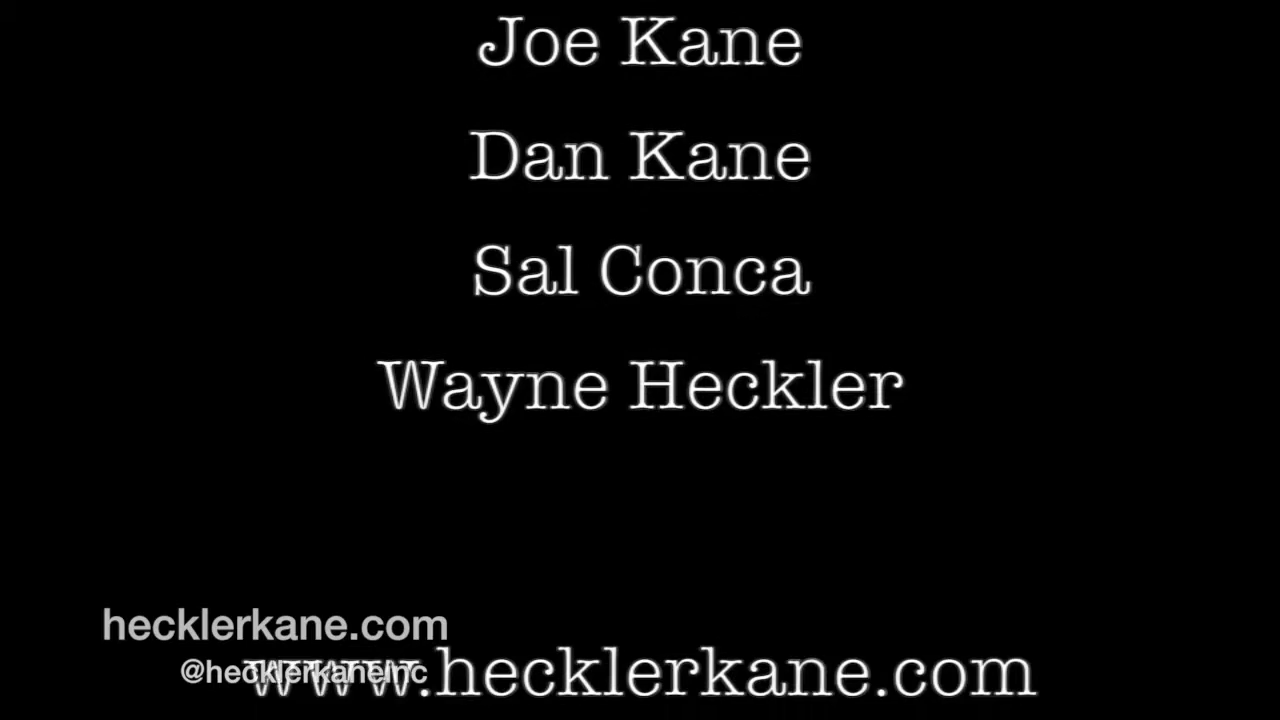 Joe Kane
Dan Kane
Sal Conca
Wayne Heckler
hecklerkane.com
@hecklerkaneinc
www.hecklerkane.com